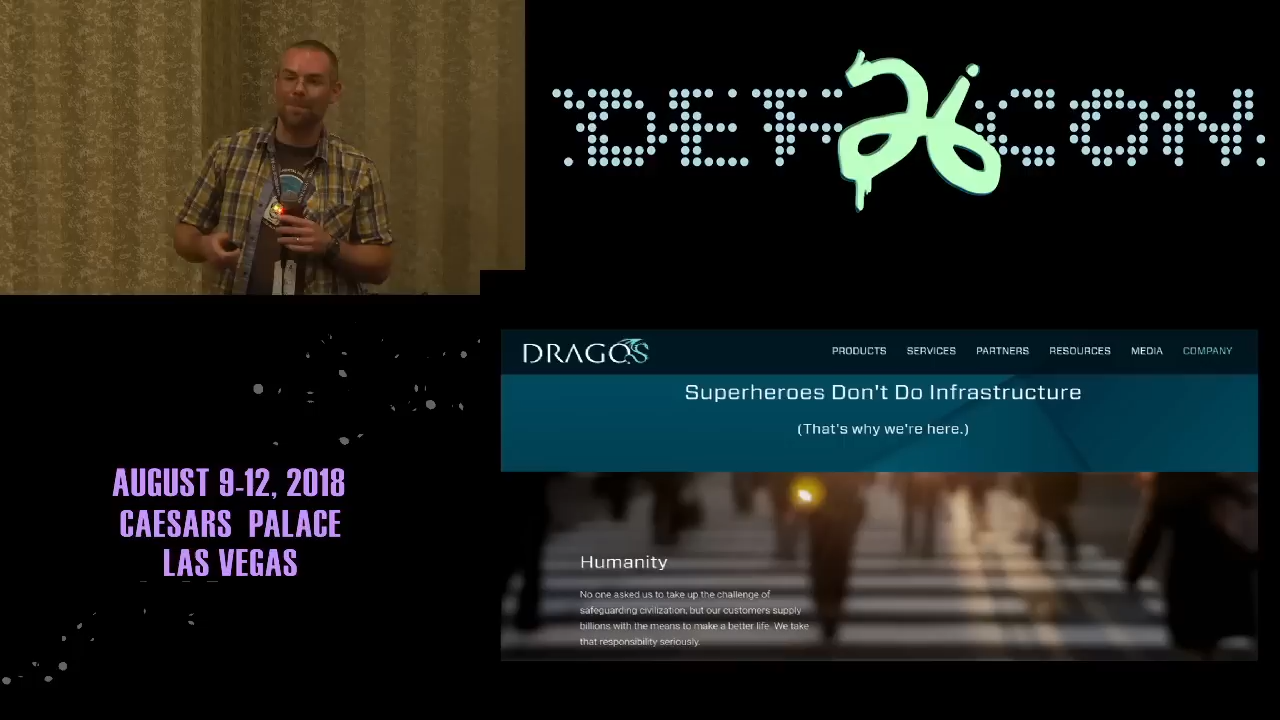 DEF 26 CON
DRAGOS
PRODUCTS SERVICES PARTNERS RESOURCES MEDIA COMPANY
Superheroes Don't Do Infrastructure
(That's why we're here.)
AUGUST 9-12, 2018
CAESARS PALACE
LAS VEGAS
Humanity
No one asked us to take up the challenge of
safeguarding civilization, but our customers supply
billions with the means to make a better life. We take
that responsibility seriously.